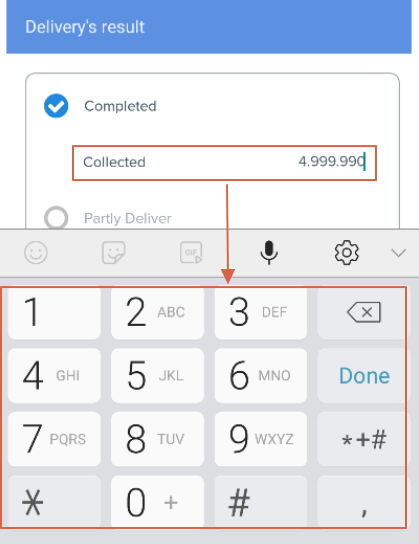 Delivery's result
Completed
Collected 4.999.990
Partly Deliver
GIF
1 2 ABC 3 DEF
4 GHI 5 JKL 6 MNO Done
7 PQRS 8 TUV 9 WXYZ *+#
* 0 + # ,